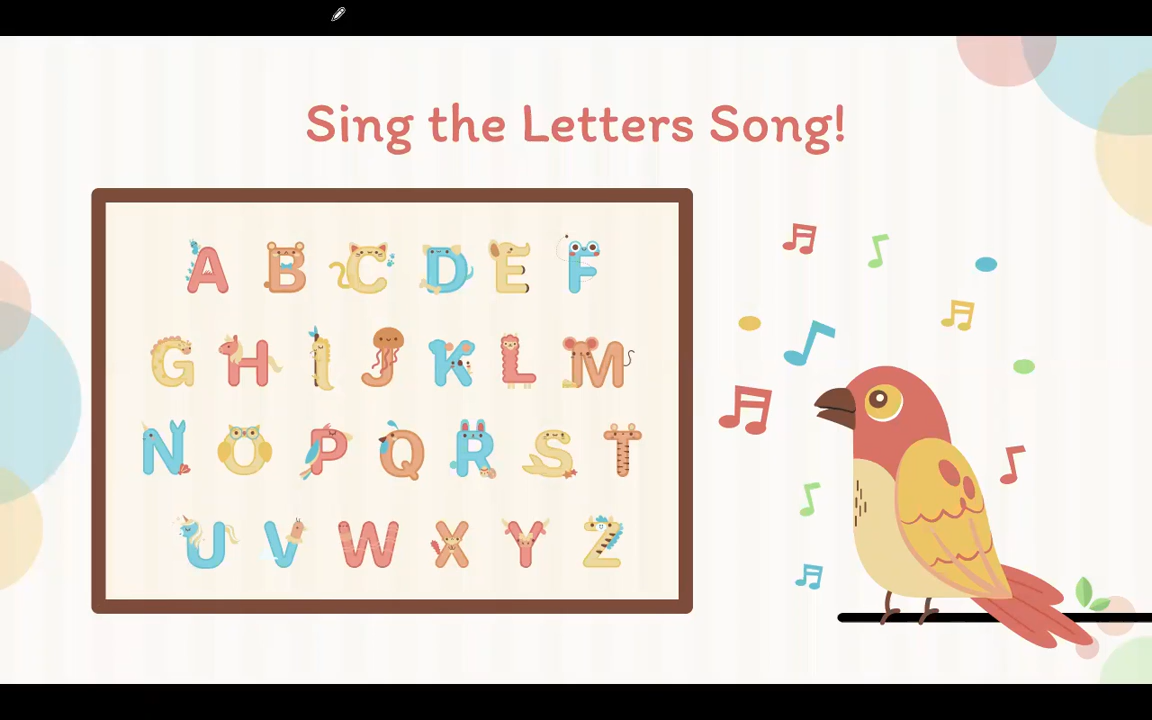 Sing the Letters Song!
A B C D E F
G H I J K L M
N O P Q R S T
U V W X Y Z